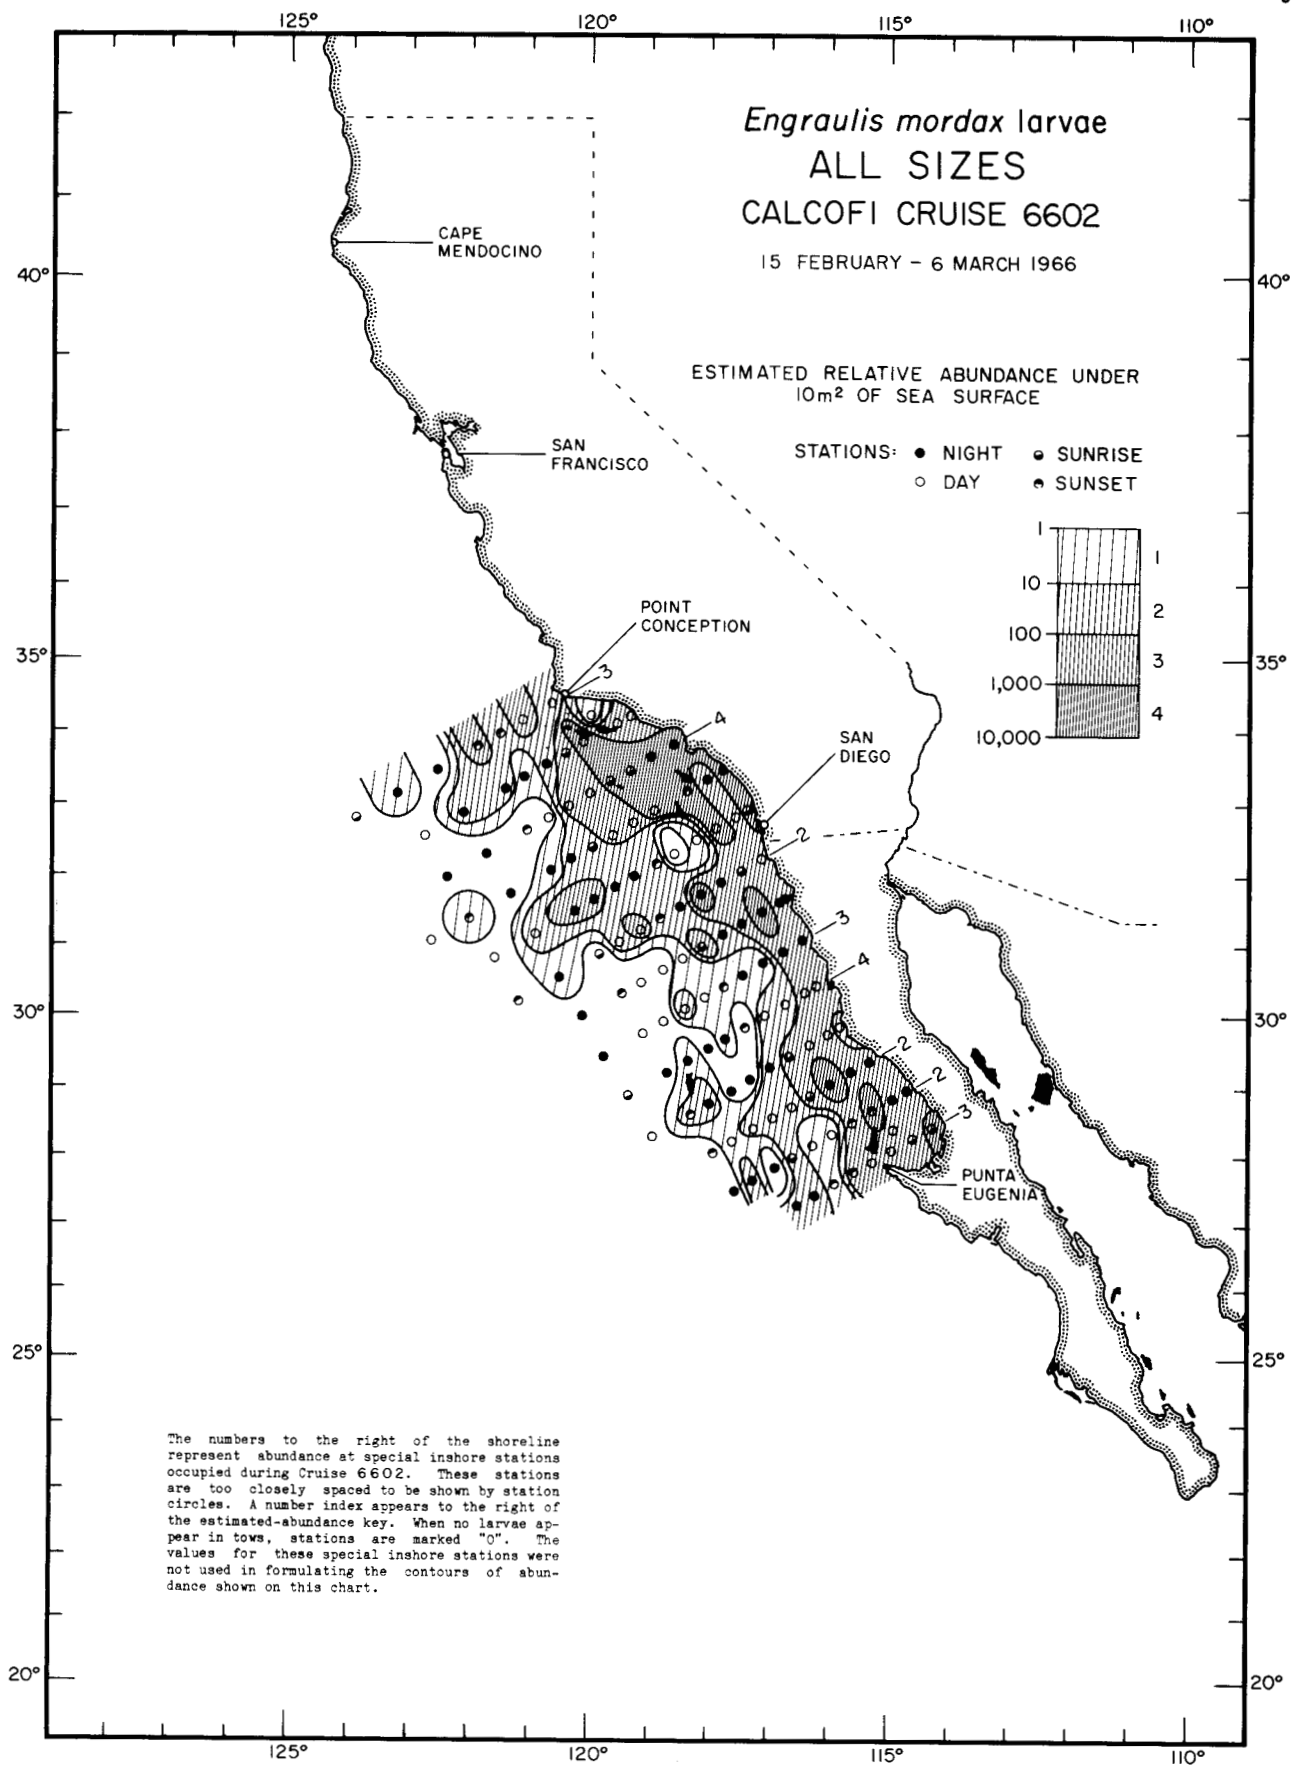 125°
120°
115°
110°
Engraulis mordax larvae
ALL SIZES
CALCOFI CRUISE 6602
15 FEBRUARY – 6 MARCH 1966
CAPE
MENDOCINO
40°
40°
ESTIMATED RELATIVE ABUNDANCE UNDER
10m² OF SEA SURFACE
STATIONS: ● NIGHT SUNRISE
○ DAY SUNSET
SAN
FRANCISCO
1
10
100
1,000
10,000
1
2
3
4
POINT
CONCEPTION
35°
35°
3
4
SAN
DIEGO
2
3
4
30°
30°
2
2
3
PUNTA
EUGENIA
25°
25°
The numbers to the right of the shoreline
represent abundance at special inshore stations
occupied during Cruise 6602. These stations
are too closely spaced to be shown by station
circles. A number index appears to the right of
the estimated-abundance key. When no larvae ap-
pear in tows, stations are marked "0". The
values for these special inshore stations were
not used in formulating the contours of abun-
dance shown on this chart.
20°
20°
125°
120°
115°
110°